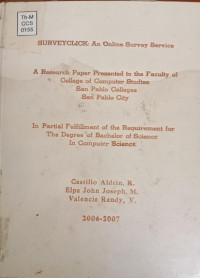 Th-M
CCS
0155
SURVEYCLICK: An Online Survey Service
A Research Paper Presented to the Faculty of
College of Computer Studies
San Pablo Colleges
San Pablo City
In Partial Fulfillment of the Requirement for
The Degree of Bachelor of Science
In Computer Science
Castillo Aldrin, R.
Elpa John Joseph, M.
Valencia Randy, V.
2006-2007